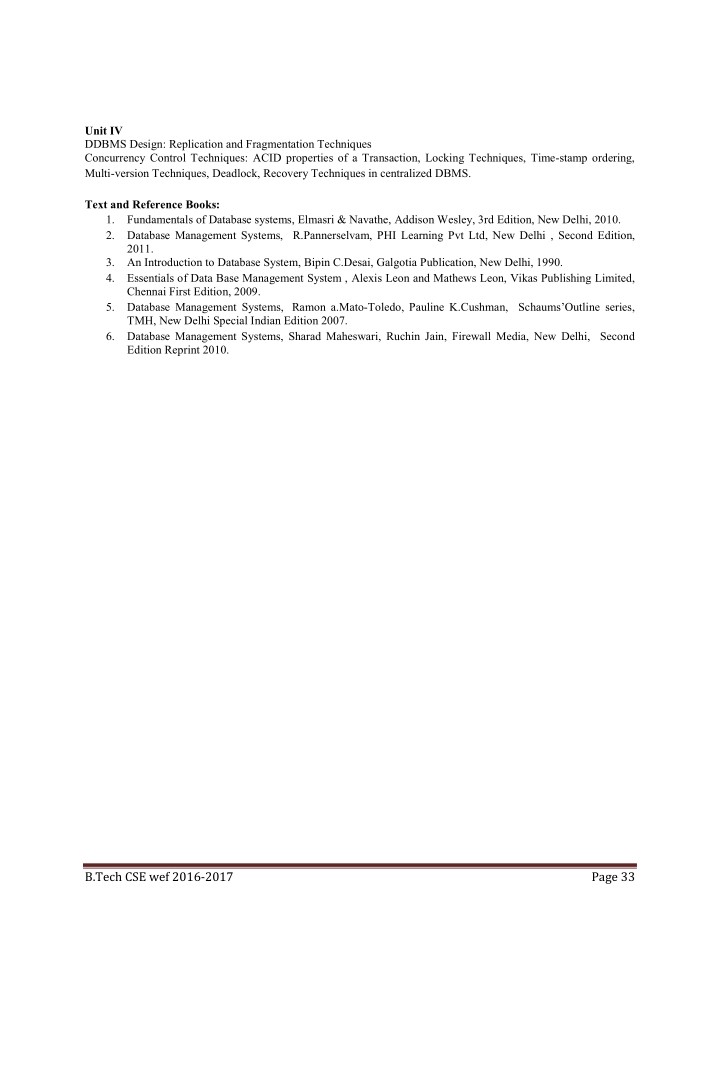 Unit IV
DDBMS Design: Replication and Fragmentation Techniques
Concurrency Control Techniques: ACID properties of a Transaction, Locking Techniques, Time-stamp ordering,
Multi-version Techniques, Deadlock, Recovery Techniques in centralized DBMS.
Text and Reference Books:
1. Fundamentals of Database systems, Elmasri & Navathe, Addison Wesley, 3rd Edition, New Delhi, 2010.
2. Database Management Systems, R.Pannerselvam, PHI Learning Pvt Ltd, New Delhi , Second Edition,
2011.
3. An Introduction to Database System, Bipin C.Desai, Galgotia Publication, New Delhi, 1990.
4. Essentials of Data Base Management System , Alexis Leon and Mathews Leon, Vikas Publishing Limited,
Chennai First Edition, 2009.
5. Database Management Systems, Ramon a.Mato-Toledo, Pauline K.Cushman, Schaums’Outline series,
TMH, New Delhi Special Indian Edition 2007.
6. Database Management Systems, Sharad Maheswari, Ruchin Jain, Firewall Media, New Delhi, Second
Edition Reprint 2010.
B.Tech CSE wef 2016-2017 Page 33